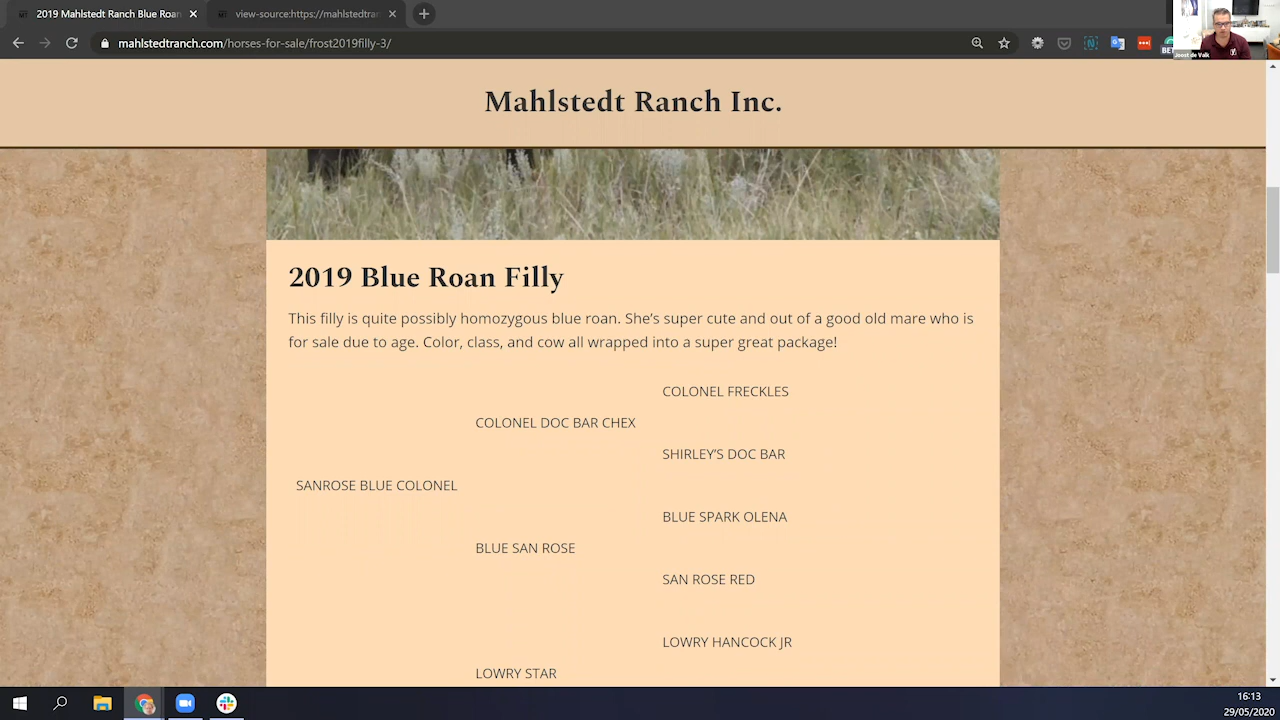 2019 Mahlstedt Ranch Blue Roan
view-source:https://mahlstedtran
mahlstedtranch.com/horses-for-sale/frost2019filly-3/
BET
Joost de Valk
Mahlstedt Ranch Inc.
2019 Blue Roan Filly
This filly is quite possibly homozygous blue roan. She's super cute and out of a good old mare who is
for sale due to age. Color, class, and cow all wrapped into a super great package!
COLONEL FRECKLES
COLONEL DOC BAR CHEX
SHIRLEY'S DOC BAR
SANROSE BLUE COLONEL
BLUE SPARK OLENA
BLUE SAN ROSE
SAN ROSE RED
LOWRY HANCOCK JR
LOWRY STAR
16:13
29/05/2020